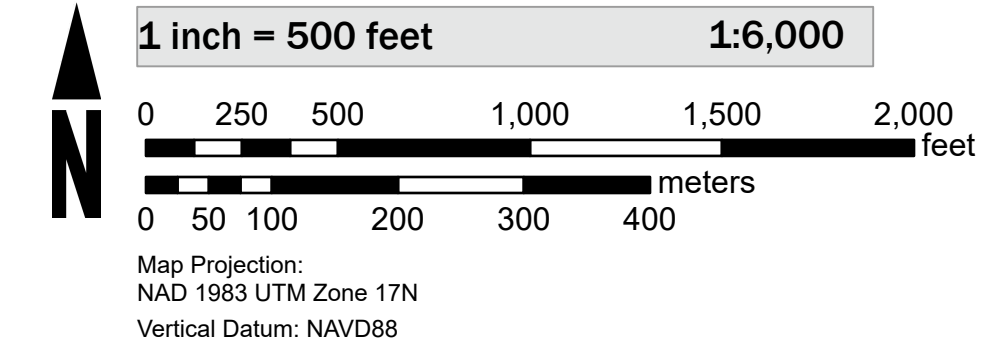 1 inch = 500 feet 1:6,000
0 250 500 1,000 1,500 2,000
feet
meters
0 50 100 200 300 400
N
Map Projection:
NAD 1983 UTM Zone 17N
Vertical Datum: NAVD88